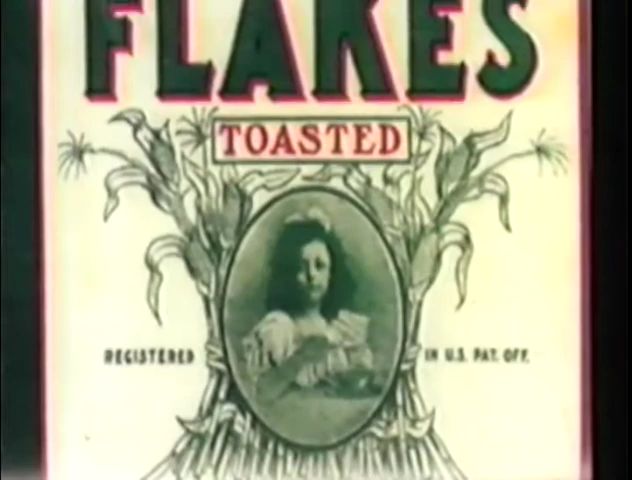 FLAKES
TOASTED
REGISTERED IN U.S. PAT. OFF.